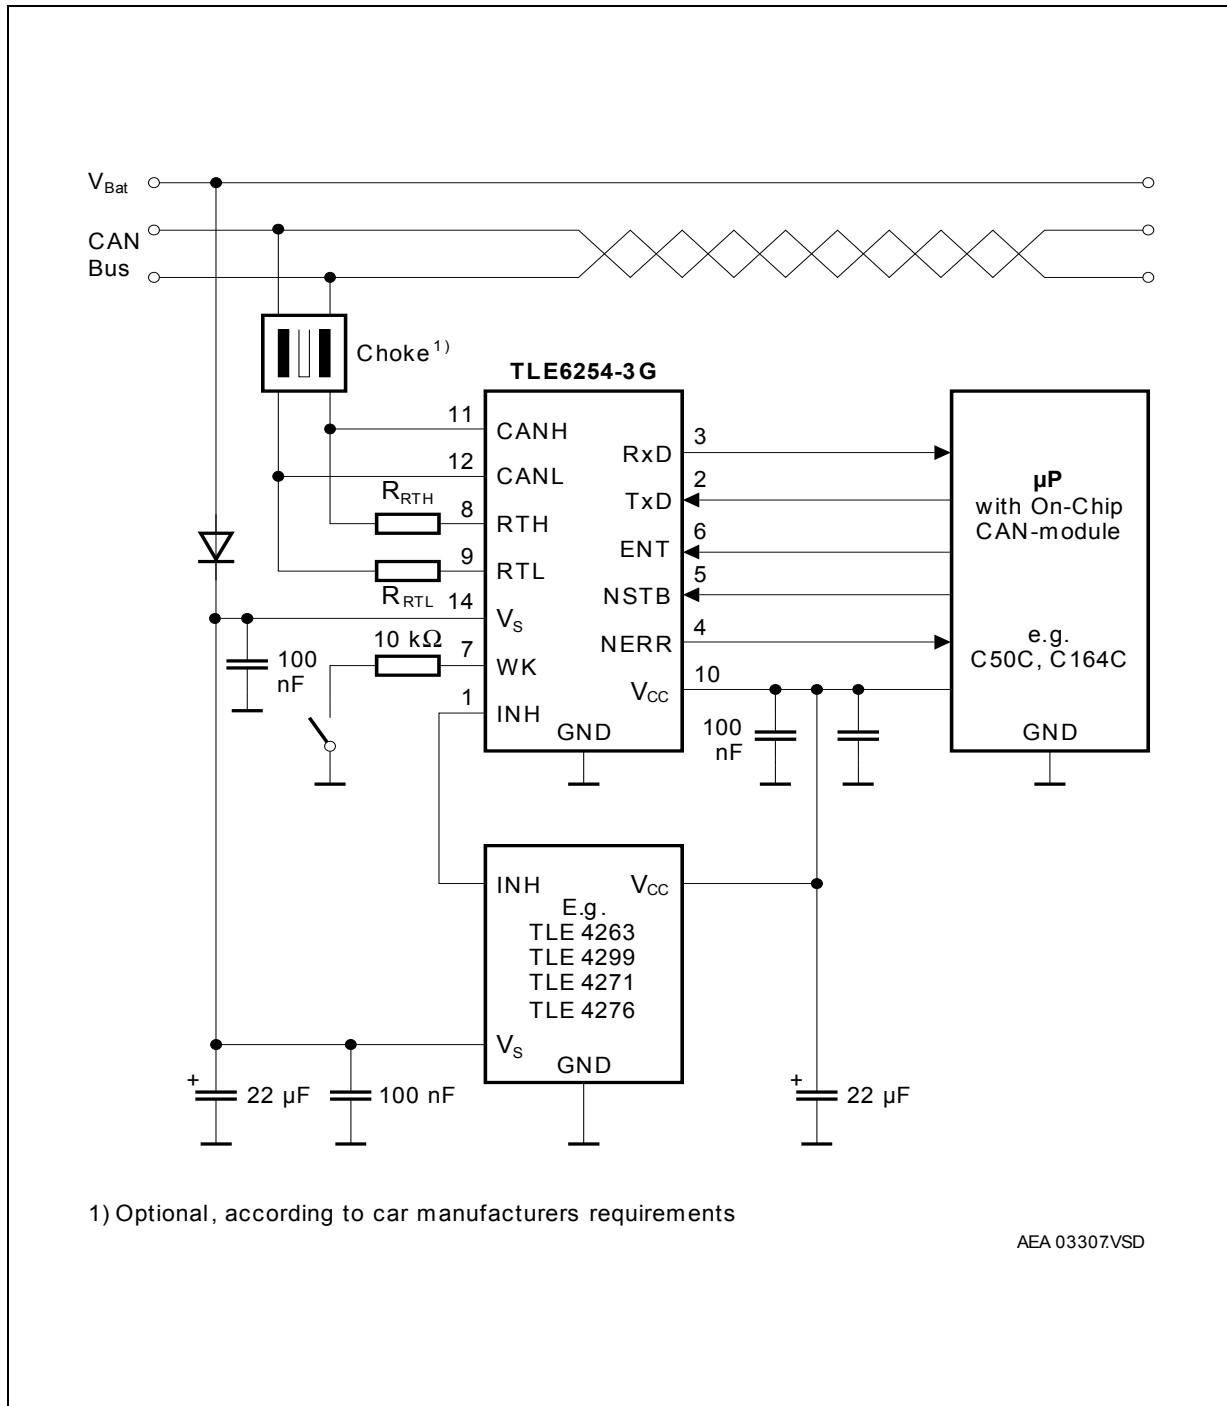 V_Bat
CAN
Bus
Choke 1)
TLE6254-3G
11
CANH
12
CANL
R_RTH
8
RTH
9
RTL
R_RTL
14
V_S
10 kΩ
7
WK
100
nF
1
INH
GND
RxD
3
TxD
2
ENT
6
NSTB
5
NERR
4
V_CC
10
100
nF
µP
with On-Chip
CAN-module
e.g.
C50C, C164C
GND
INH
V_CC
E.g.
TLE 4263
TLE 4299
TLE 4271
TLE 4276
V_S
GND
+
22 µF
100 nF
+
22 µF
1) Optional, according to car manufacturers requirements
AEA 03307.VSD